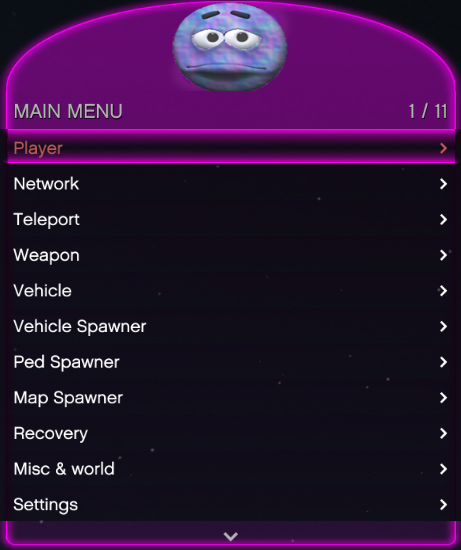 MAIN MENU 1 / 11
Player
Network
Teleport
Weapon
Vehicle
Vehicle Spawner
Ped Spawner
Map Spawner
Recovery
Misc & world
Settings